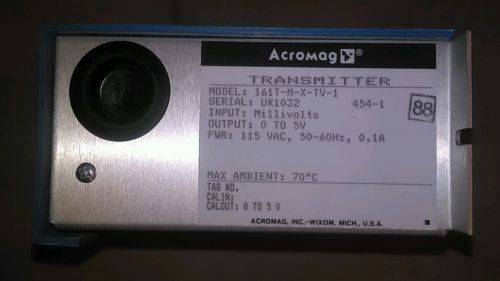 Acromag ®
TRANSMITTER
MODEL: 161T-M-X-TV-1
SERIAL: UK1032 454-1
88
INPUT: Millivolts
OUTPUT: 0 TO 5V
PWR: 115 VAC, 50-60Hz, 0.1A
MAX AMBIENT: 70°C
TAG NO.
CALIN:
CALOUT: 0 TO 5 V
ACROMAG, INC.-WIXOM, MICH., U.S.A.